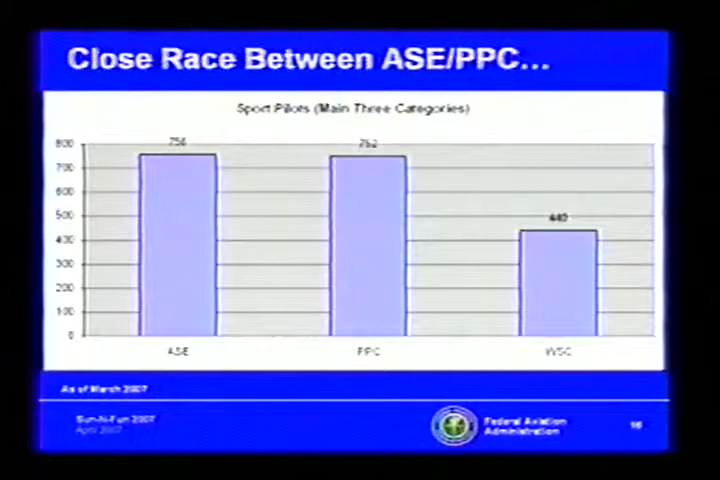 Close Race Between ASE/PPC...
Sport Pilots (Main Three Categories)
800
700
600
500
400
300
200
100
0
752
440
ASE
PPC
WSC
As of March 2007
Sun-N-Fun 2007
April 2007
Federal Aviation
Administration
16